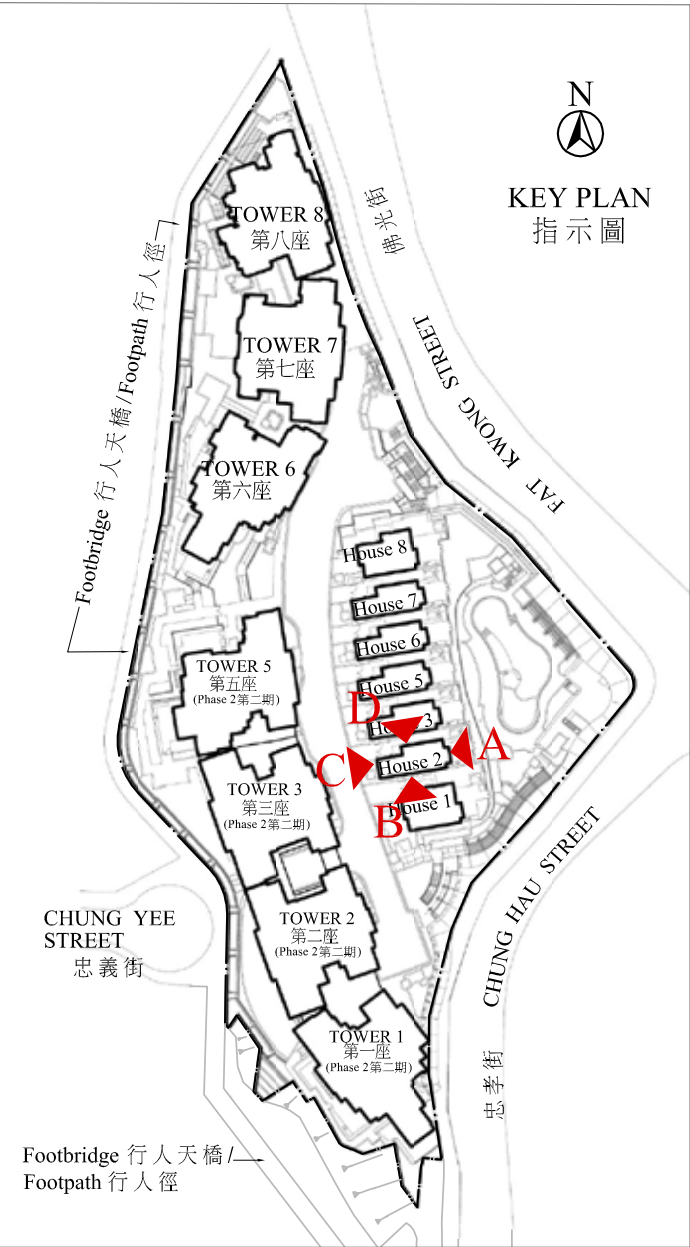 N
KEY PLAN
指示圖
佛光街
FAT KWONG STREET
TOWER 8
第八座
Footbridge 行人天橋/Footpath 行人徑
TOWER 7
第七座
TOWER 6
第六座
House 8
House 7
House 6
House 5
D
House 3
TOWER 5
第五座
(Phase 2第二期)
A
C
House 2
B
House 1
TOWER 3
第三座
(Phase 2第二期)
CHUNG HAU STREET
忠孝街
CHUNG YEE
STREET
忠義街
TOWER 2
第二座
(Phase 2第二期)
TOWER 1
第一座
(Phase 2第二期)
Footbridge 行人天橋/
Footpath 行人徑